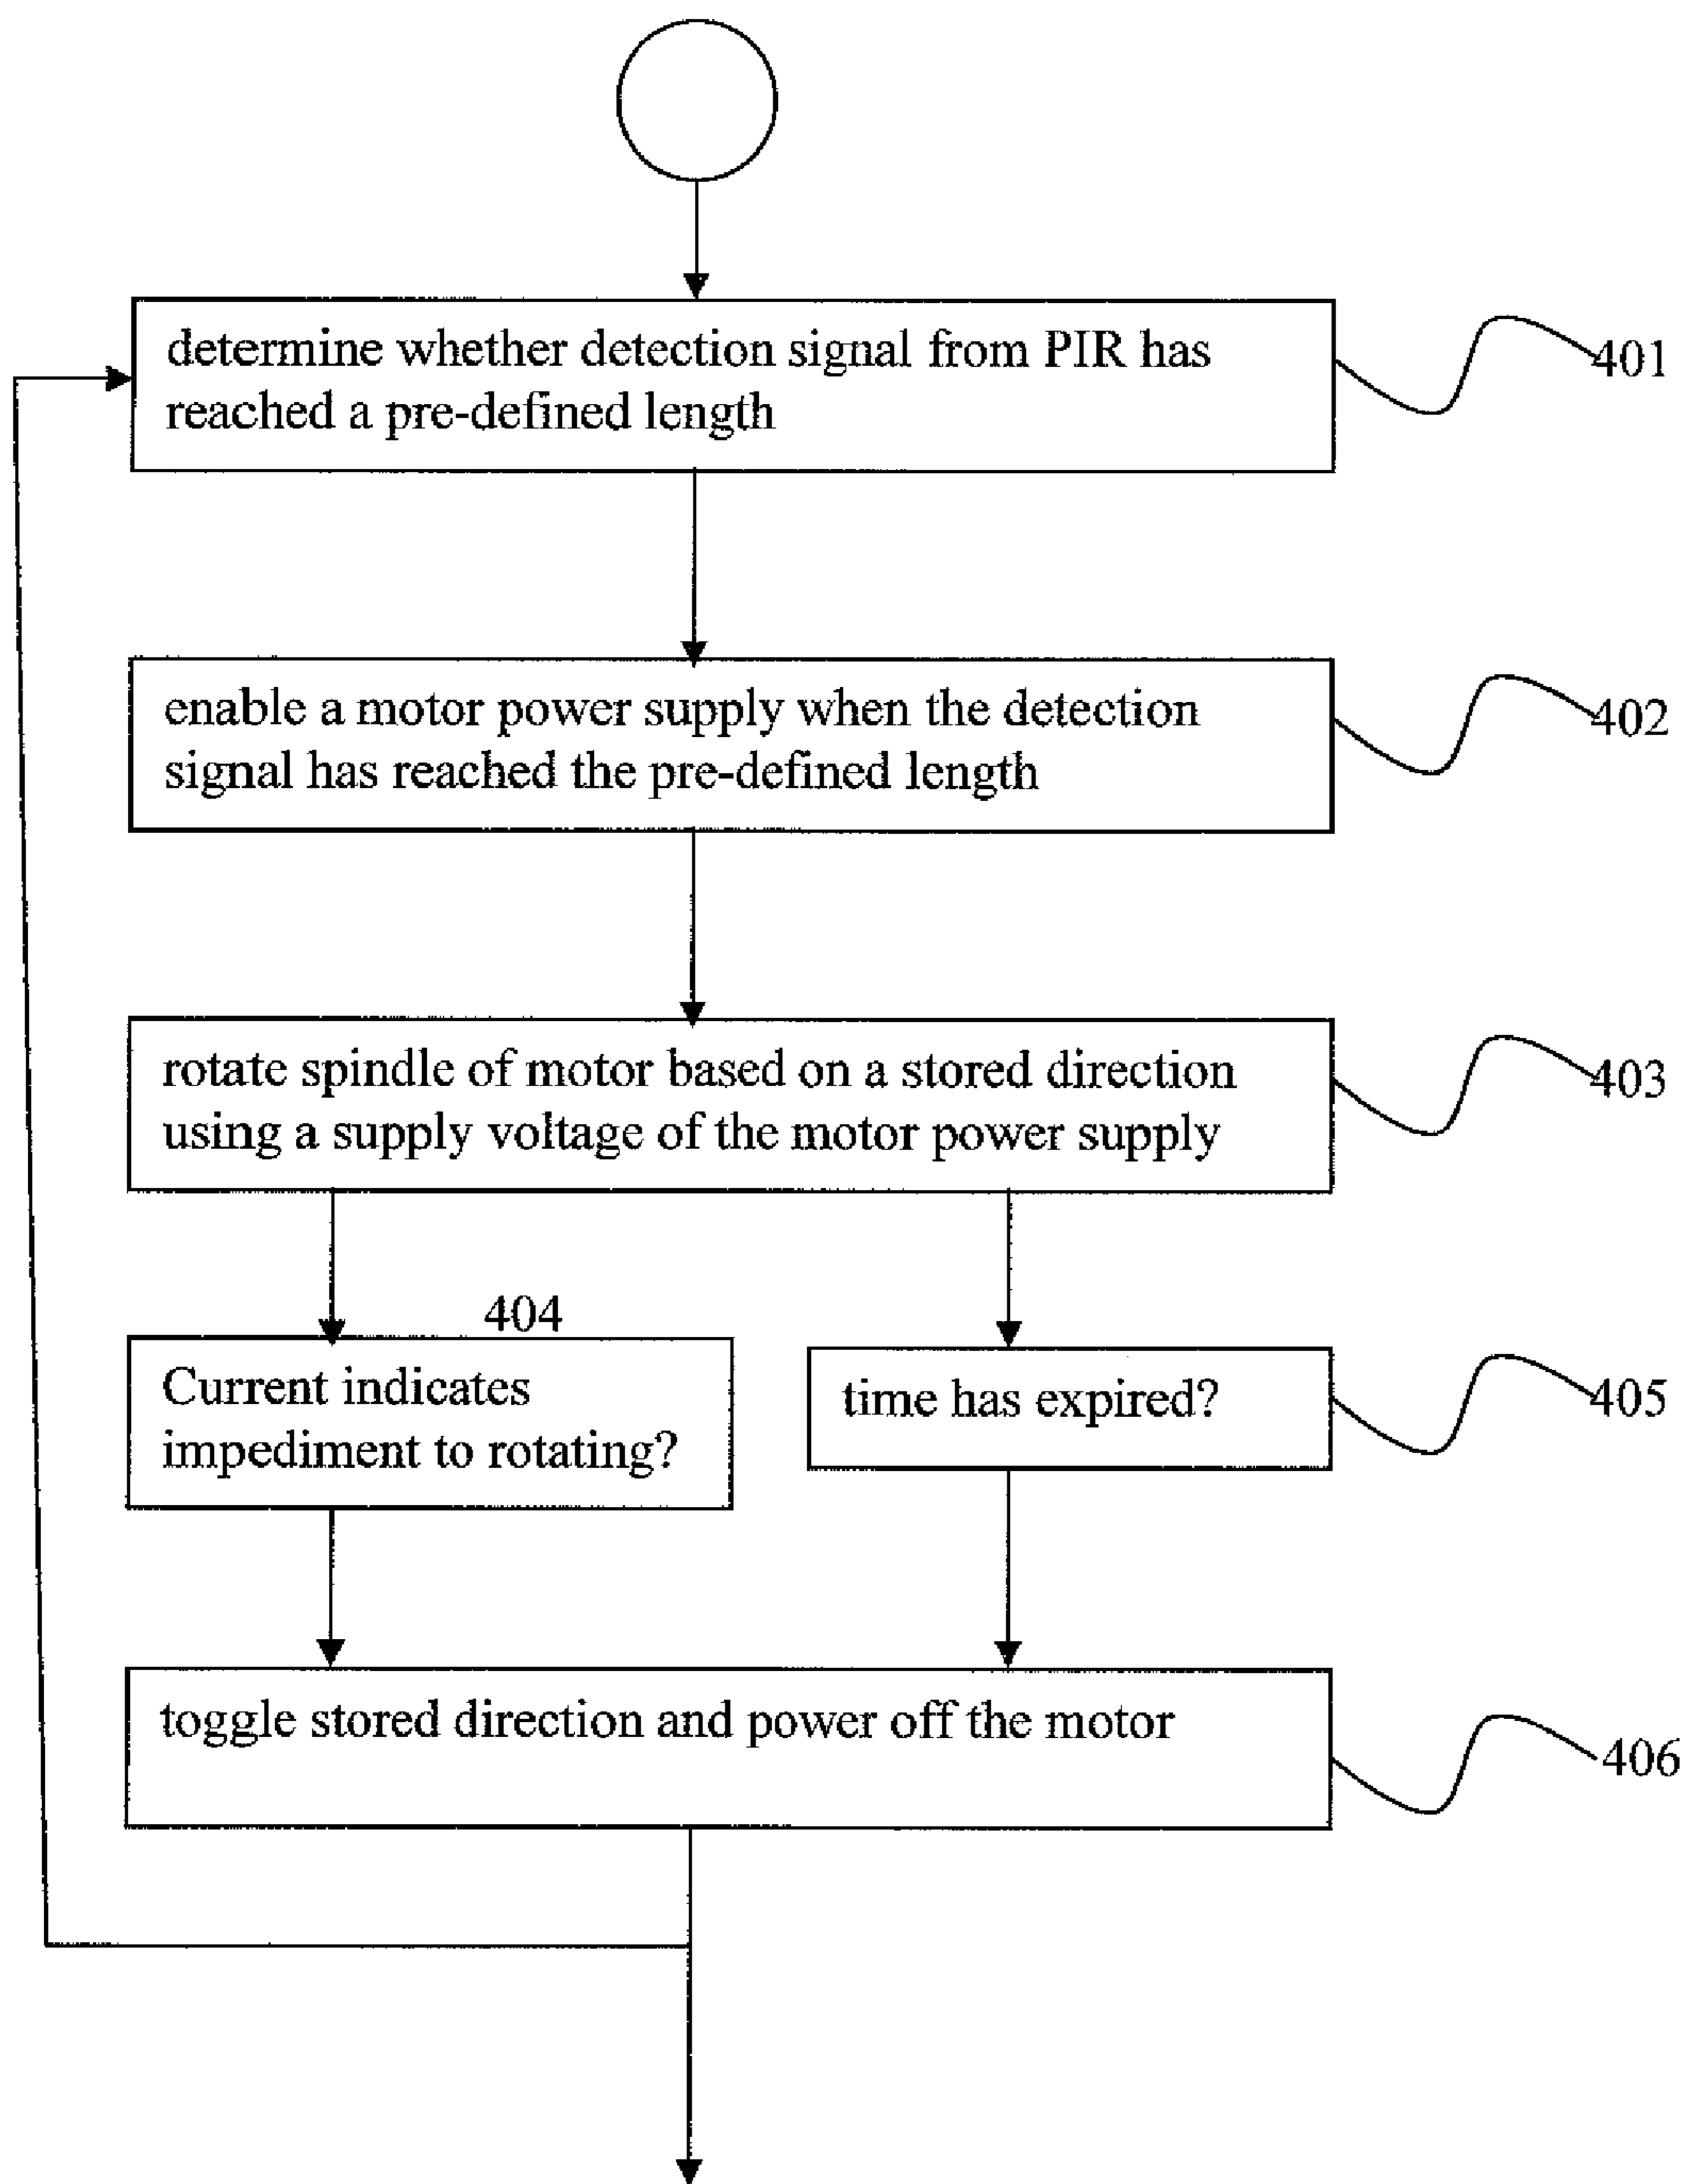 determine whether detection signal from PIR has
reached a pre-defined length
401
enable a motor power supply when the detection
signal has reached the pre-defined length
402
rotate spindle of motor based on a stored direction
using a supply voltage of the motor power supply
403
404
Current indicates
impediment to rotating?
time has expired?
405
toggle stored direction and power off the motor
406